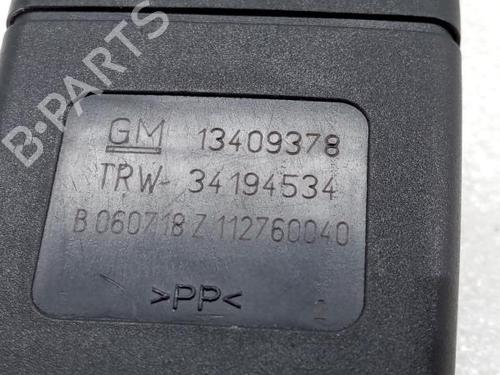 B-PARTS
GM 13409378
TRW- 34194534
B 060718 Z 112760040
>PP<